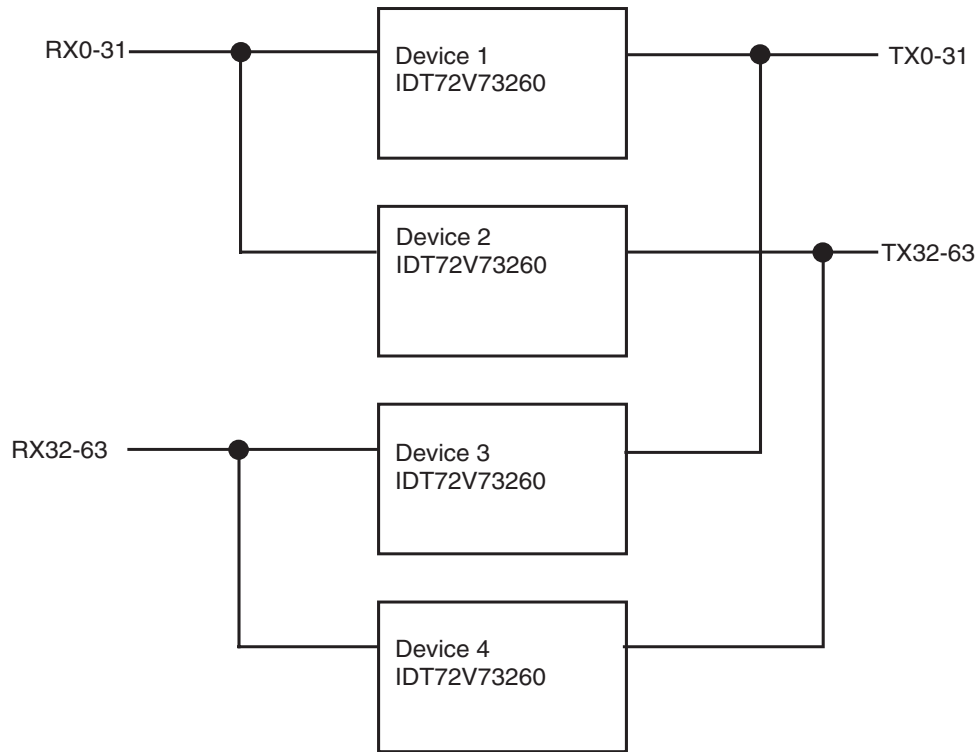 RX0-31
Device 1
IDT72V73260
TX0-31
Device 2
IDT72V73260
TX32-63
RX32-63
Device 3
IDT72V73260
Device 4
IDT72V73260